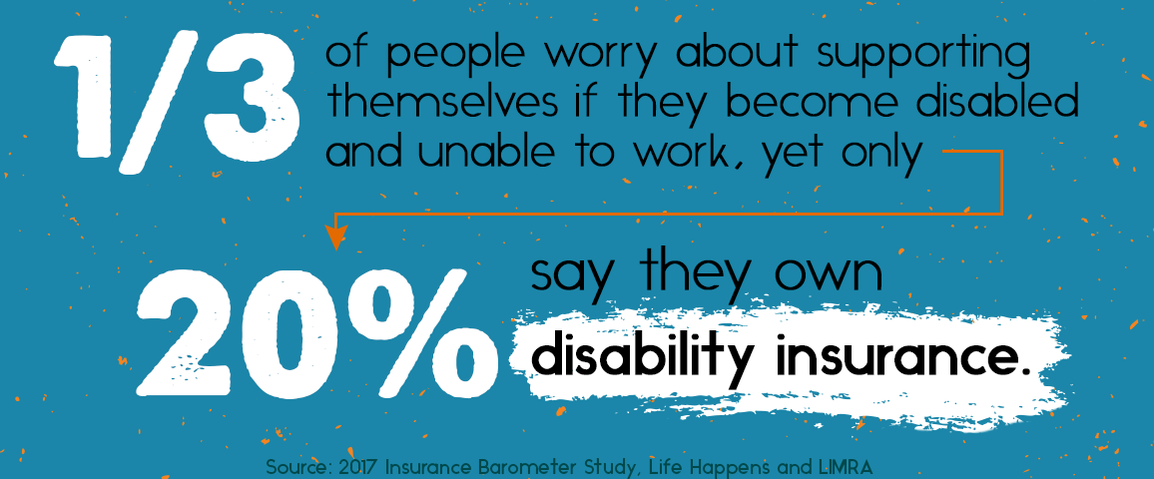 1/3
of people worry about supporting
themselves if they become disabled
and unable to work, yet only
20%
say they own
disability insurance.
Source: 2017 Insurance Barometer Study, Life Happens and LIMRA